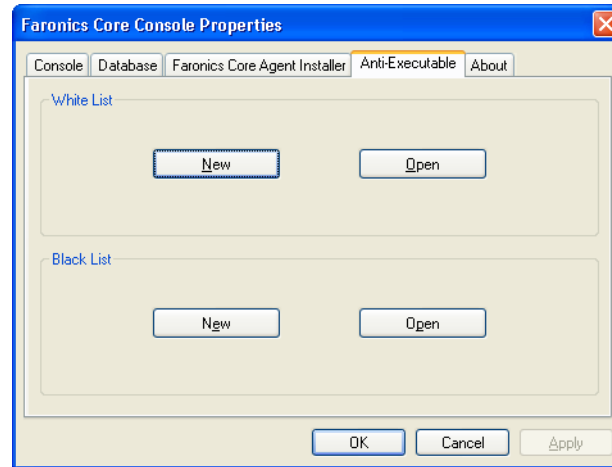 Faronics Core Console Properties
Console Database Faronics Core Agent Installer Anti-Executable About
White List
New Open
Black List
New Open
OK Cancel Apply